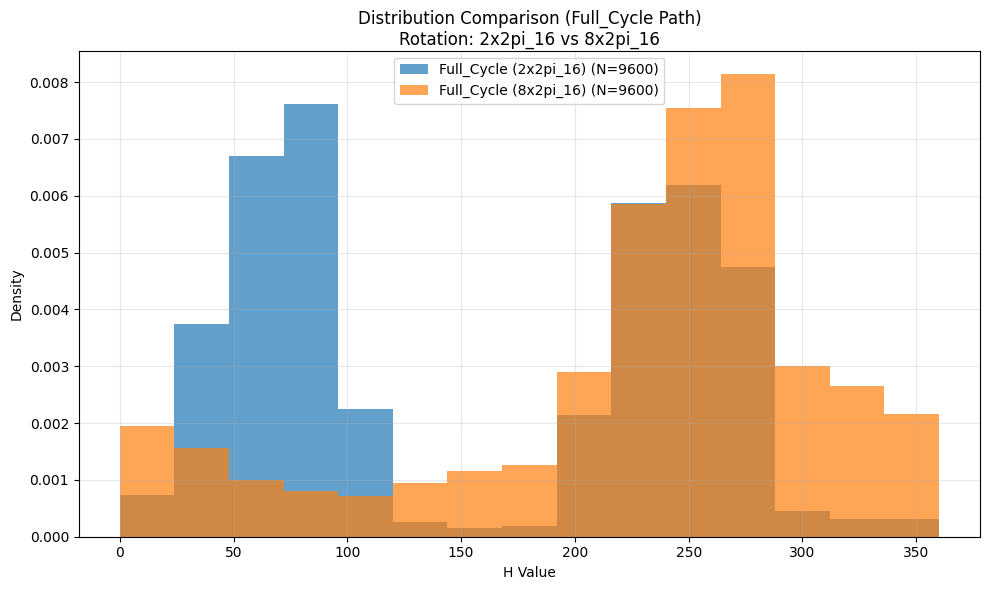 Distribution Comparison (Full_Cycle Path)
Rotation: 2x2pi_16 vs 8x2pi_16
Full_Cycle (2x2pi_16) (N=9600)
Full_Cycle (8x2pi_16) (N=9600)
0.008
0.007
0.006
0.005
0.004
0.003
0.002
0.001
0.000
Density
0 50 100 150 200 250 300 350
H Value